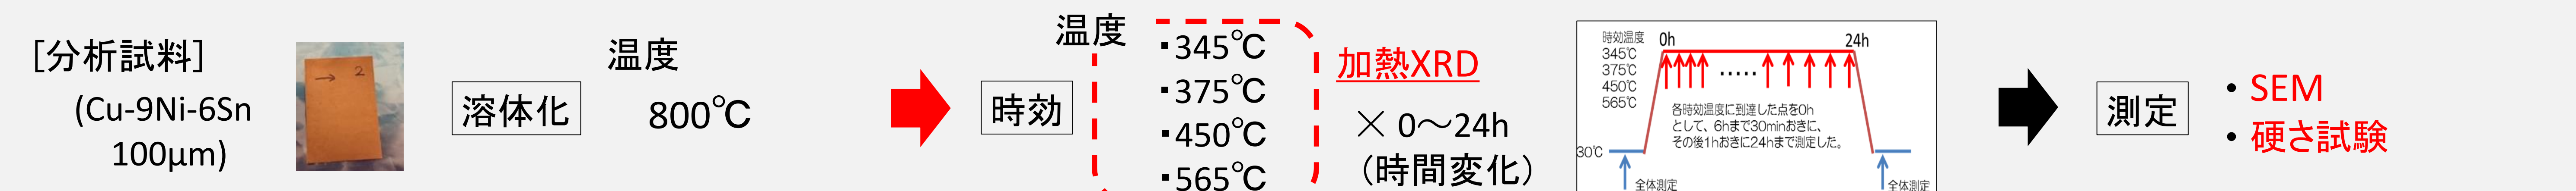 [分析試料]
(Cu-9Ni-6Sn
100μm)
→ 2
溶体化
温度
800℃
時効
温度
・345℃
・375℃
・450℃
・565℃
加熱XRD
× 0～24h
(時間変化)
時効温度
345℃
375℃
450℃
565℃
0h
24h
・・・・・
各時効温度に到達した点を0h
として、6hまで30minおきに、
その後1hおきに24hまで測定した。
30℃
全体測定
全体測定
測定
• SEM
• 硬さ試験